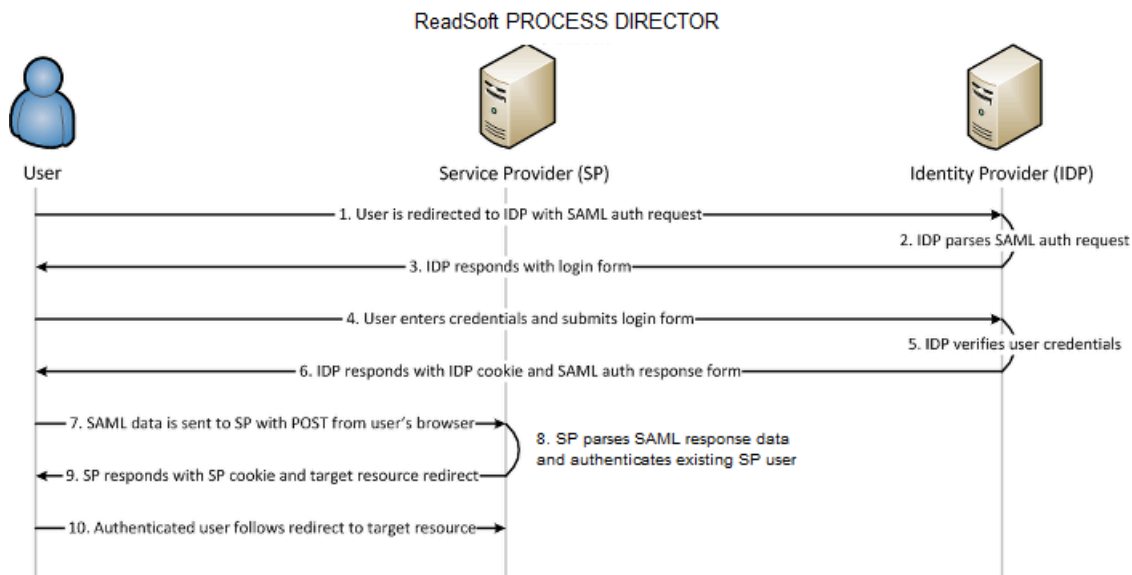 ReadSoft PROCESS DIRECTOR
User
Service Provider (SP)
Identity Provider (IDP)
1. User is redirected to IDP with SAML auth request
2. IDP parses SAML auth request
3. IDP responds with login form
4. User enters credentials and submits login form
5. IDP verifies user credentials
6. IDP responds with IDP cookie and SAML auth response form
7. SAML data is sent to SP with POST from user's browser
8. SP parses SAML response data
and authenticates existing SP user
9. SP responds with SP cookie and target resource redirect
10. Authenticated user follows redirect to target resource